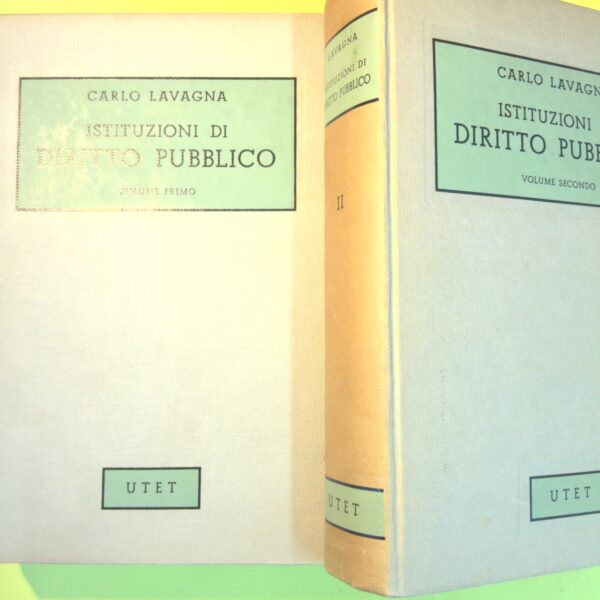 CARLO LAVAGNA
ISTITUZIONI DI
DIRITTO PUBBLICO
VOLUME PRIMO
UTET
LAVAGNA
ISTITUZIONI DI
DIRITTO PUBBLICO
II
UTET
CARLO LAVAGN
ISTITUZIONI
DIRITTO PUBB
VOLUME SECONDO
UTET